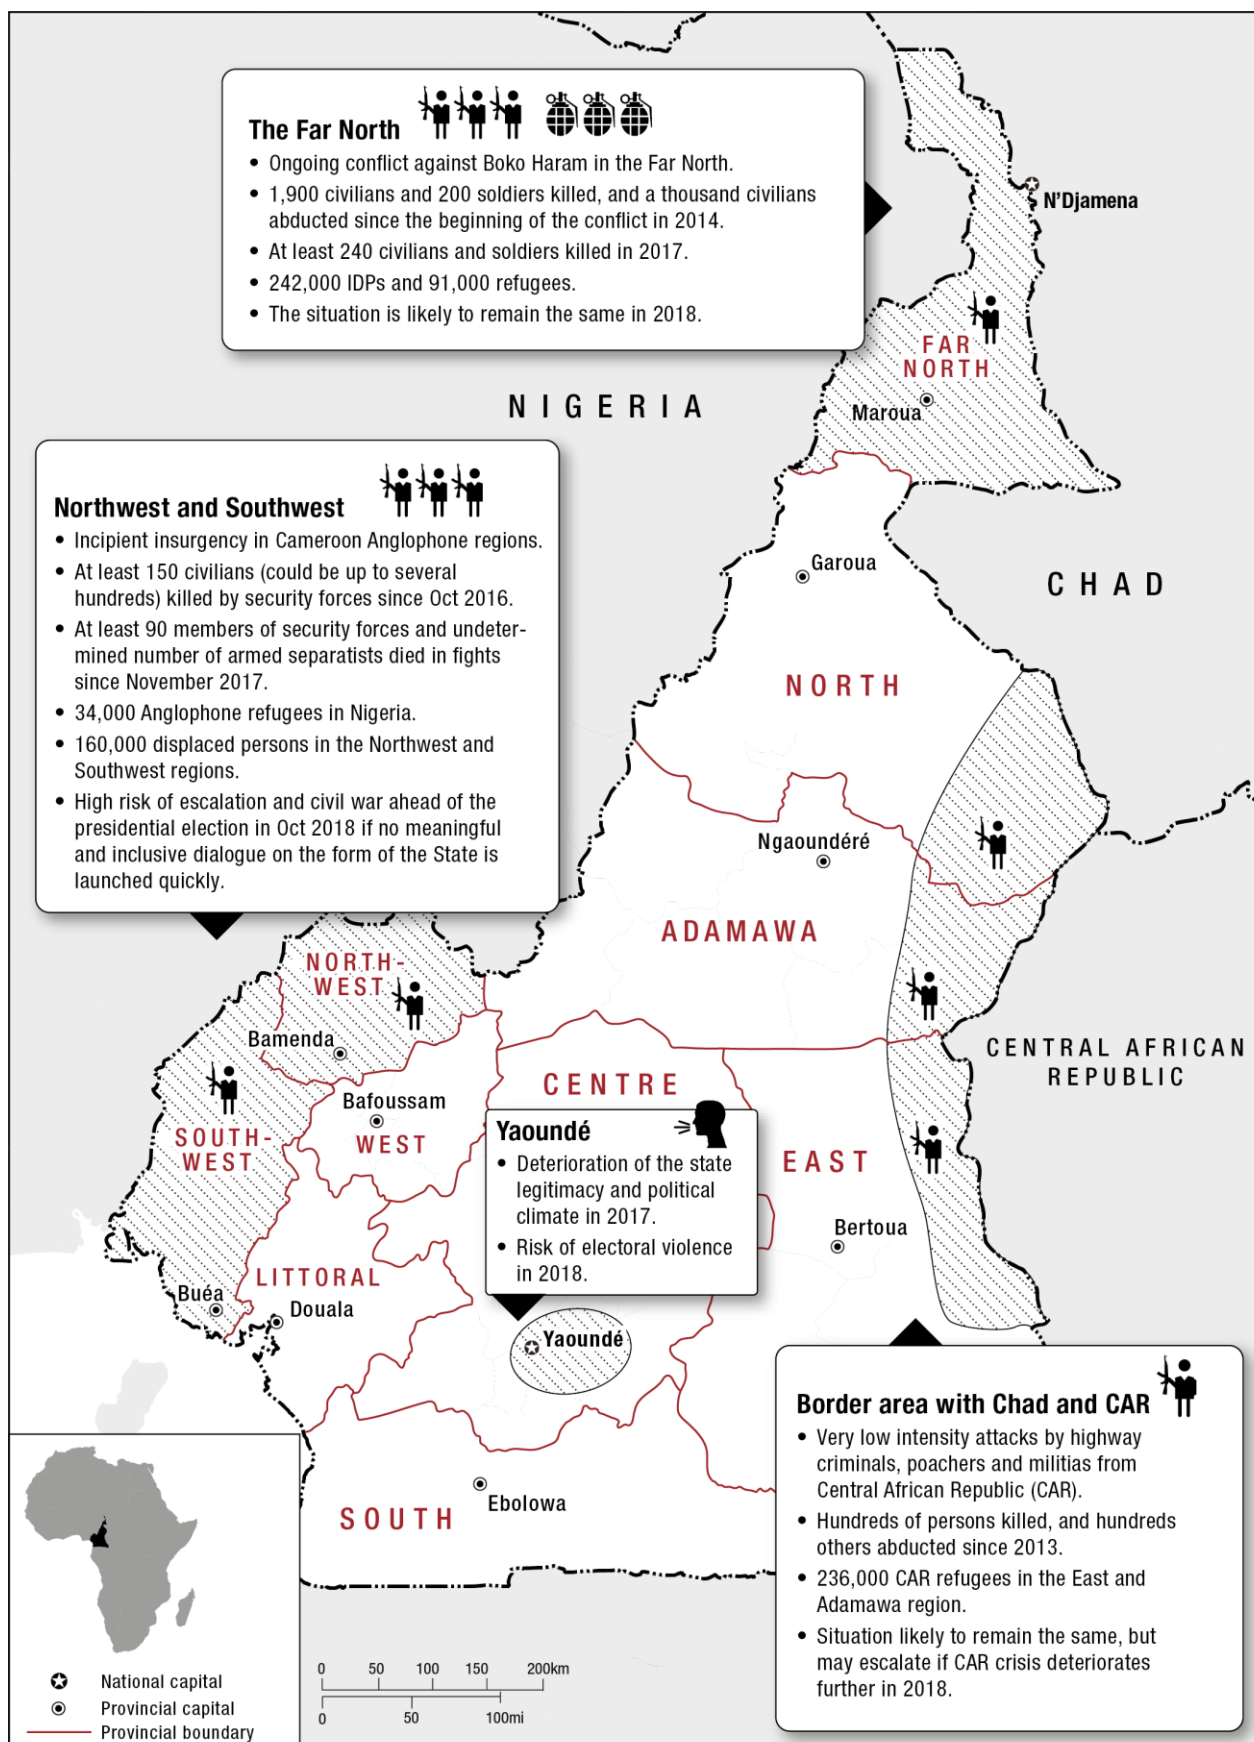 The Far North
• Ongoing conflict against Boko Haram in the Far North.
• 1,900 civilians and 200 soldiers killed, and a thousand civilians
abducted since the beginning of the conflict in 2014.
• At least 240 civilians and soldiers killed in 2017.
• 242,000 IDPs and 91,000 refugees.
• The situation is likely to remain the same in 2018.
N'Djamena
FAR
NORTH
Maroua
NIGERIA
Northwest and Southwest
• Incipient insurgency in Cameroon Anglophone regions.
• At least 150 civilians (could be up to several
hundreds) killed by security forces since Oct 2016.
• At least 90 members of security forces and undeter-
mined number of armed separatists died in fights
since November 2017.
• 34,000 Anglophone refugees in Nigeria.
• 160,000 displaced persons in the Northwest and
Southwest regions.
• High risk of escalation and civil war ahead of the
presidential election in Oct 2018 if no meaningful
and inclusive dialogue on the form of the State is
launched quickly.
Garoua
CHAD
NORTH
Ngaoundéré
ADAMAWA
NORTH-
WEST
Bamenda
CENTRAL AFRICAN
REPUBLIC
CENTRE
Bafoussam
WEST
SOUTH-
WEST
Yaoundé
• Deterioration of the state
legitimacy and political
climate in 2017.
• Risk of electoral violence
in 2018.
EAST
Bertoua
LITTORAL
Buéa
Douala
Yaoundé
Border area with Chad and CAR
• Very low intensity attacks by highway
criminals, poachers and militias from
Central African Republic (CAR).
• Hundreds of persons killed, and hundreds
others abducted since 2013.
• 236,000 CAR refugees in the East and
Adamawa region.
• Situation likely to remain the same, but
may escalate if CAR crisis deteriorates
further in 2018.
Ebolowa
SOUTH
National capital
Provincial capital
Provincial boundary
0 50 100 150 200km
0 50 100mi